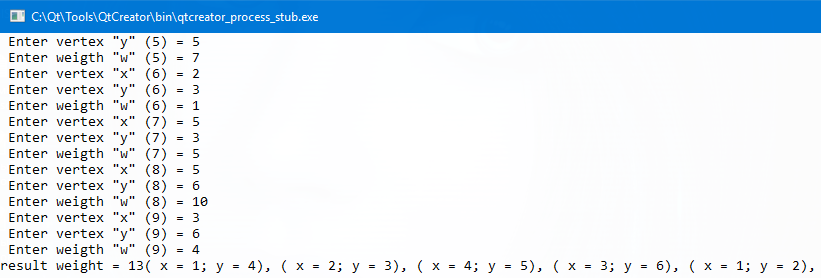 C:\Qt\Tools\QtCreator\bin\qtcreator_process_stub.exe
Enter vertex "y" (5) = 5
Enter weigth "w" (5) = 7
Enter vertex "x" (6) = 2
Enter vertex "y" (6) = 3
Enter weigth "w" (6) = 1
Enter vertex "x" (7) = 5
Enter vertex "y" (7) = 3
Enter weigth "w" (7) = 5
Enter vertex "x" (8) = 5
Enter vertex "y" (8) = 6
Enter weigth "w" (8) = 10
Enter vertex "x" (9) = 3
Enter vertex "y" (9) = 6
Enter weigth "w" (9) = 4
result weight = 13( x = 1; y = 4), ( x = 2; y = 3), ( x = 4; y = 5), ( x = 3; y = 6), ( x = 1; y = 2),